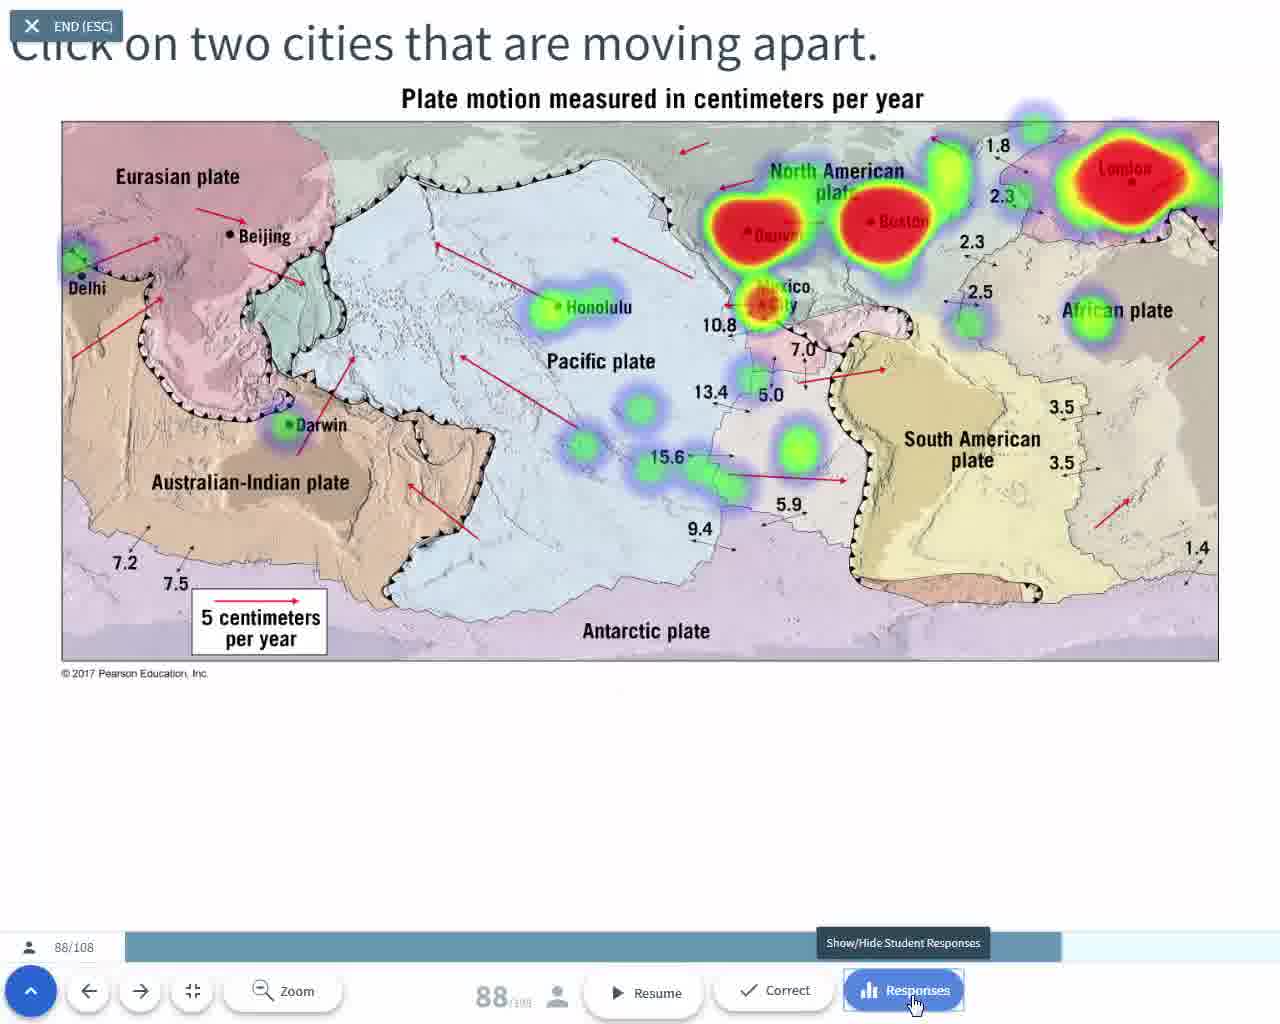 END (ESC)
Click on two cities that are moving apart.
Plate motion measured in centimeters per year
Eurasian plate
North American
plate
London
1.8
2.3
Boston
Denver
Beijing
2.3
Delhi
Mexico
City
2.5
Honolulu
African plate
10.8
7.0
Pacific plate
13.4
5.0
3.5
Darwin
South American
plate
15.6
3.5
Australian-Indian plate
5.9
9.4
7.2
7.5
1.4
5 centimeters
per year
Antarctic plate
© 2017 Pearson Education, Inc.
88/108
Show/Hide Student Responses
Zoom
88/108
Resume
Correct
Responses